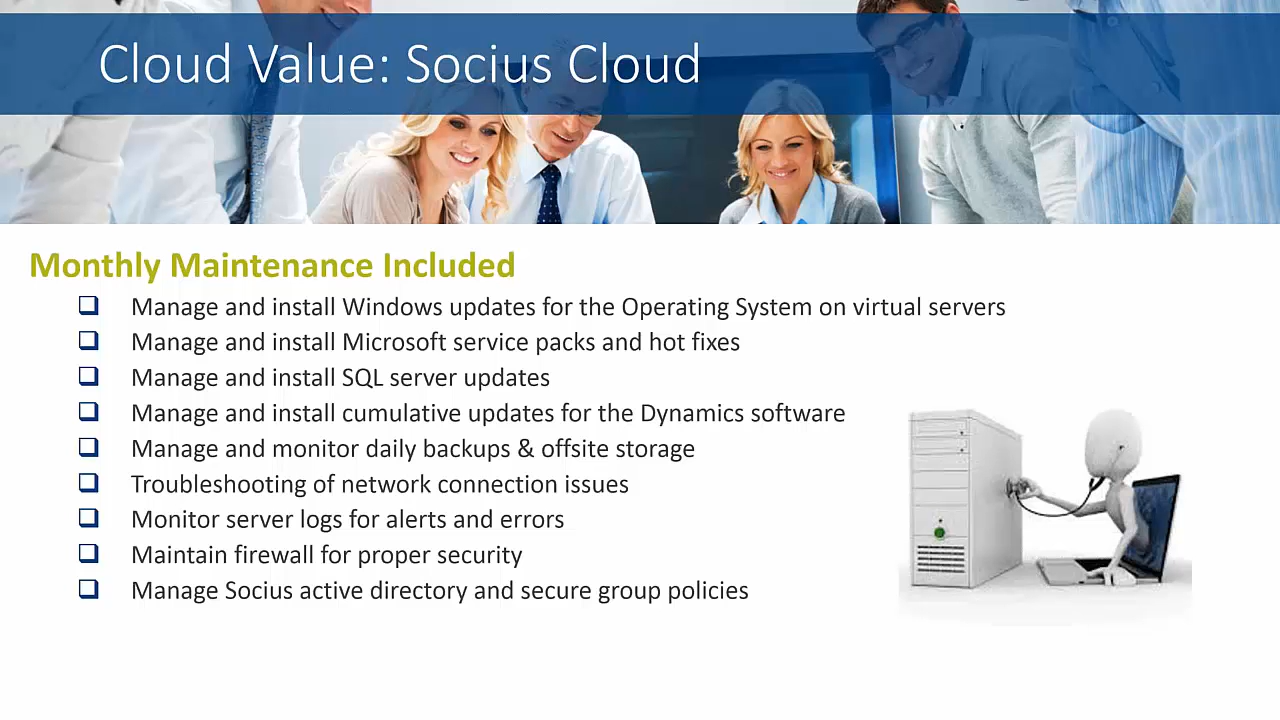 Cloud Value: Socius Cloud
Monthly Maintenance Included
Manage and install Windows updates for the Operating System on virtual servers
Manage and install Microsoft service packs and hot fixes
Manage and install SQL server updates
Manage and install cumulative updates for the Dynamics software
Manage and monitor daily backups & offsite storage
Troubleshooting of network connection issues
Monitor server logs for alerts and errors
Maintain firewall for proper security
Manage Socius active directory and secure group policies